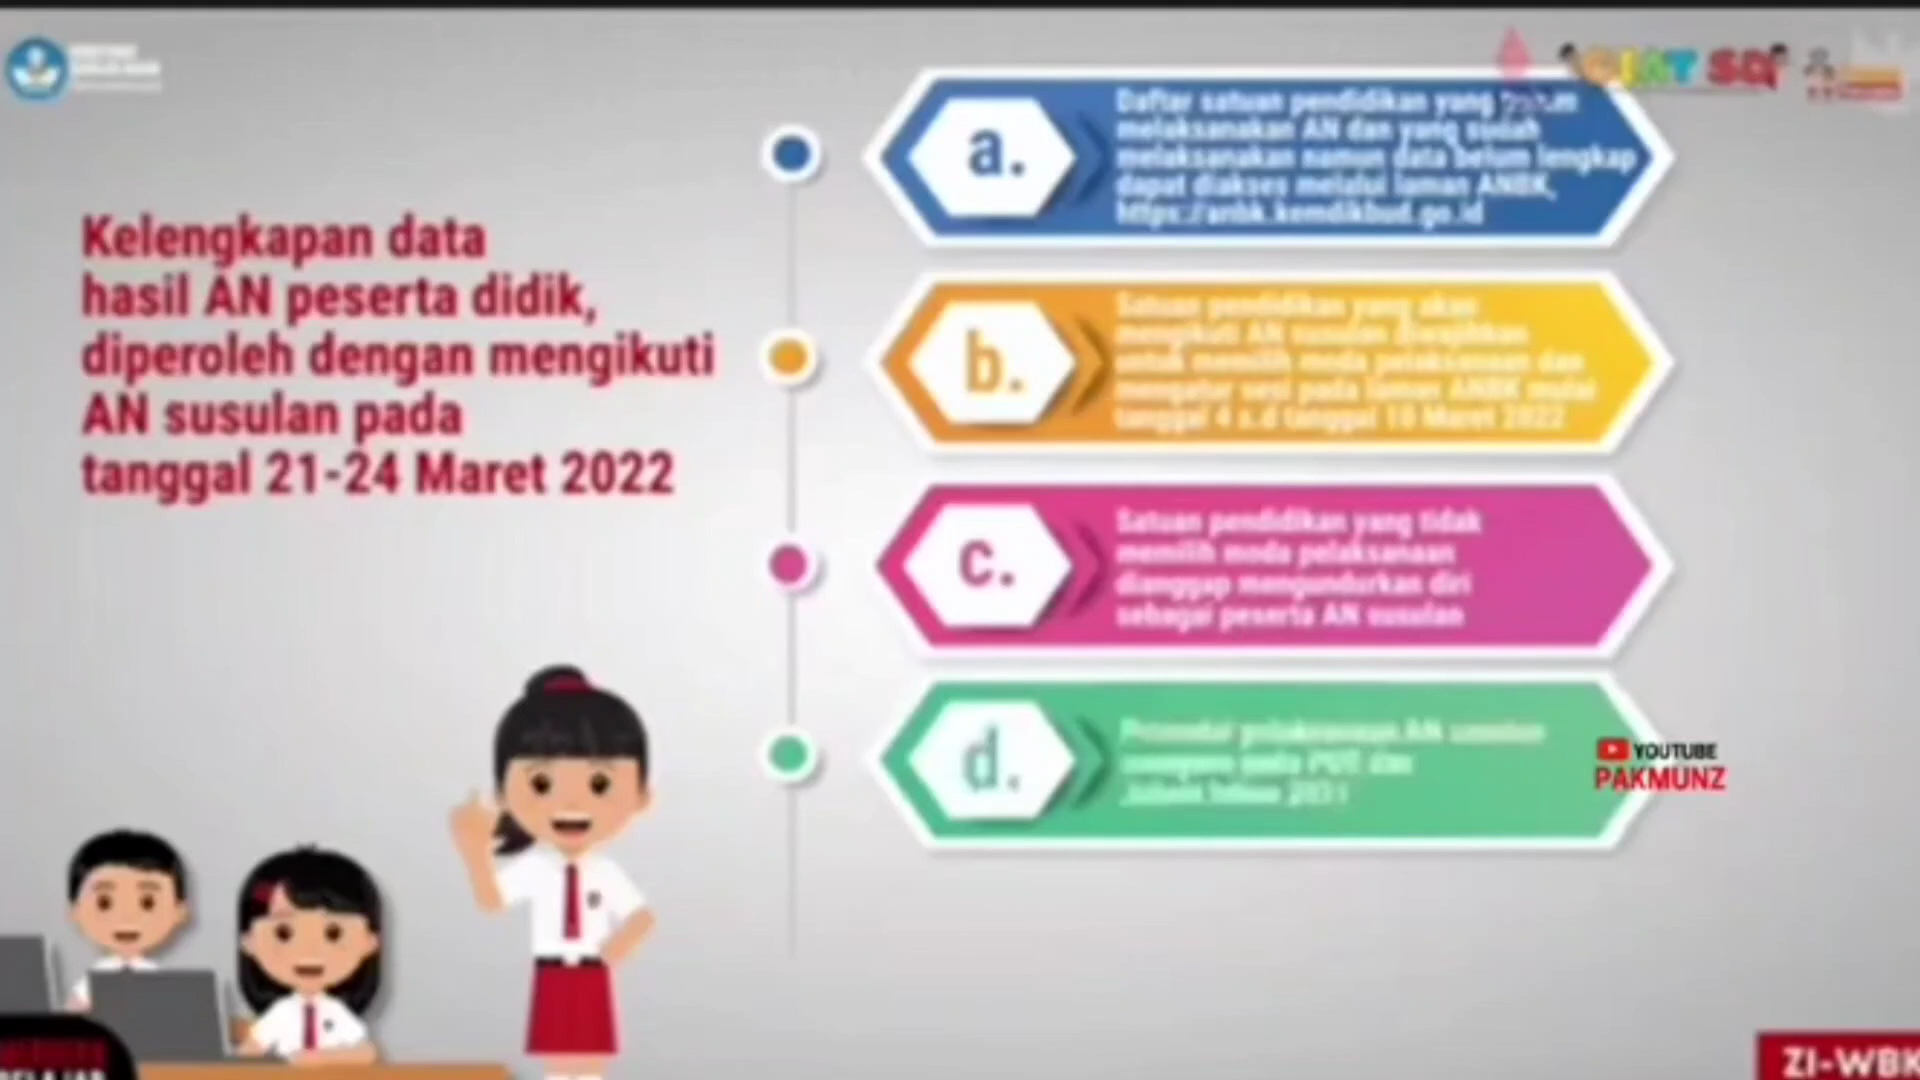 Kelengkapan data
hasil AN peserta didik,
diperoleh dengan mengikuti
AN susulan pada
tanggal 21-24 Maret 2022
a.
Daftar satuan pendidikan yang
melaksanakan AN dan yang sudah
melaksanakan namun data belum lengkap
dapat diakses melalui laman ANBK,
https://anbk.kemdikbud.go.id
b.
Satuan pendidikan yang akan
mengikuti AN susulan diwajibkan
untuk memilih moda pelaksanaan dan
mengatur sesi pada laman ANBK mulai
tanggal 4 s.d tanggal 10 Maret 2022
c.
Satuan pendidikan yang tidak
memilih moda pelaksanaan
dianggap mengundurkan diri
sebagai peserta AN susulan
d.
pelaksanaan AN susulan
YOUTUBE
PAKMUNZ
ZI-WBK